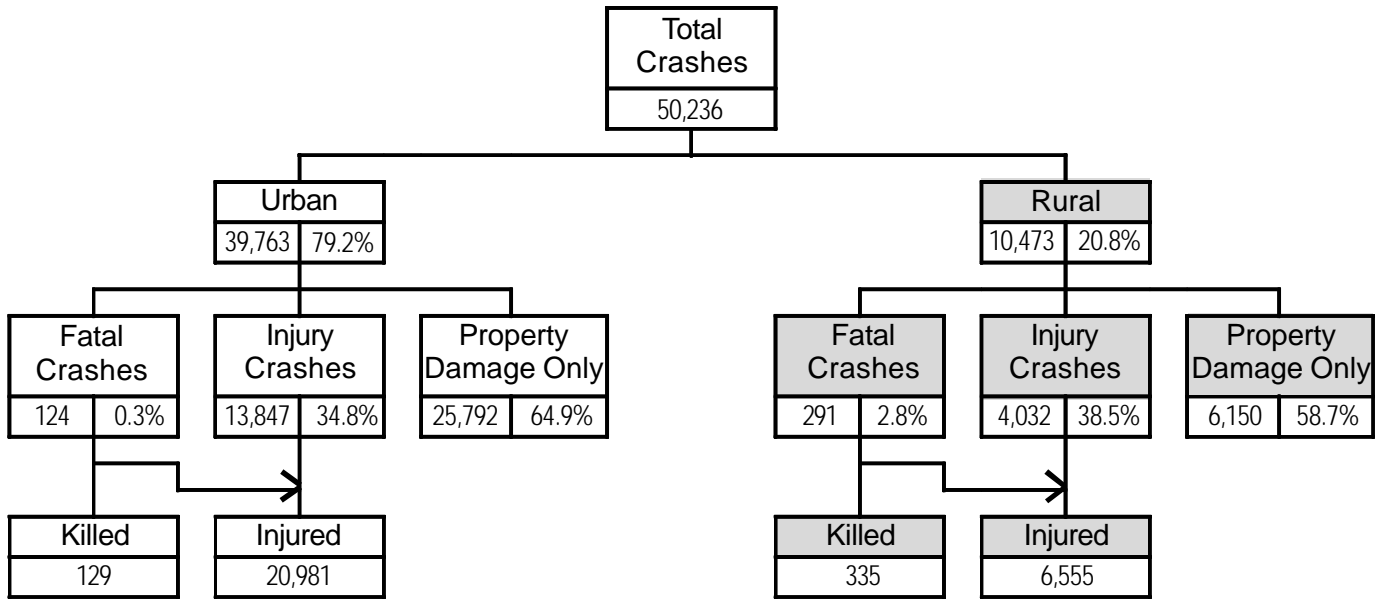 Total
Crashes
50,236
Urban
39,763 79.2%
Rural
10,473 20.8%
Fatal
Crashes
124 0.3%
Injury
Crashes
13,847 34.8%
Property
Damage Only
25,792 64.9%
Fatal
Crashes
291 2.8%
Injury
Crashes
4,032 38.5%
Property
Damage Only
6,150 58.7%
Killed
129
Injured
20,981
Killed
335
Injured
6,555